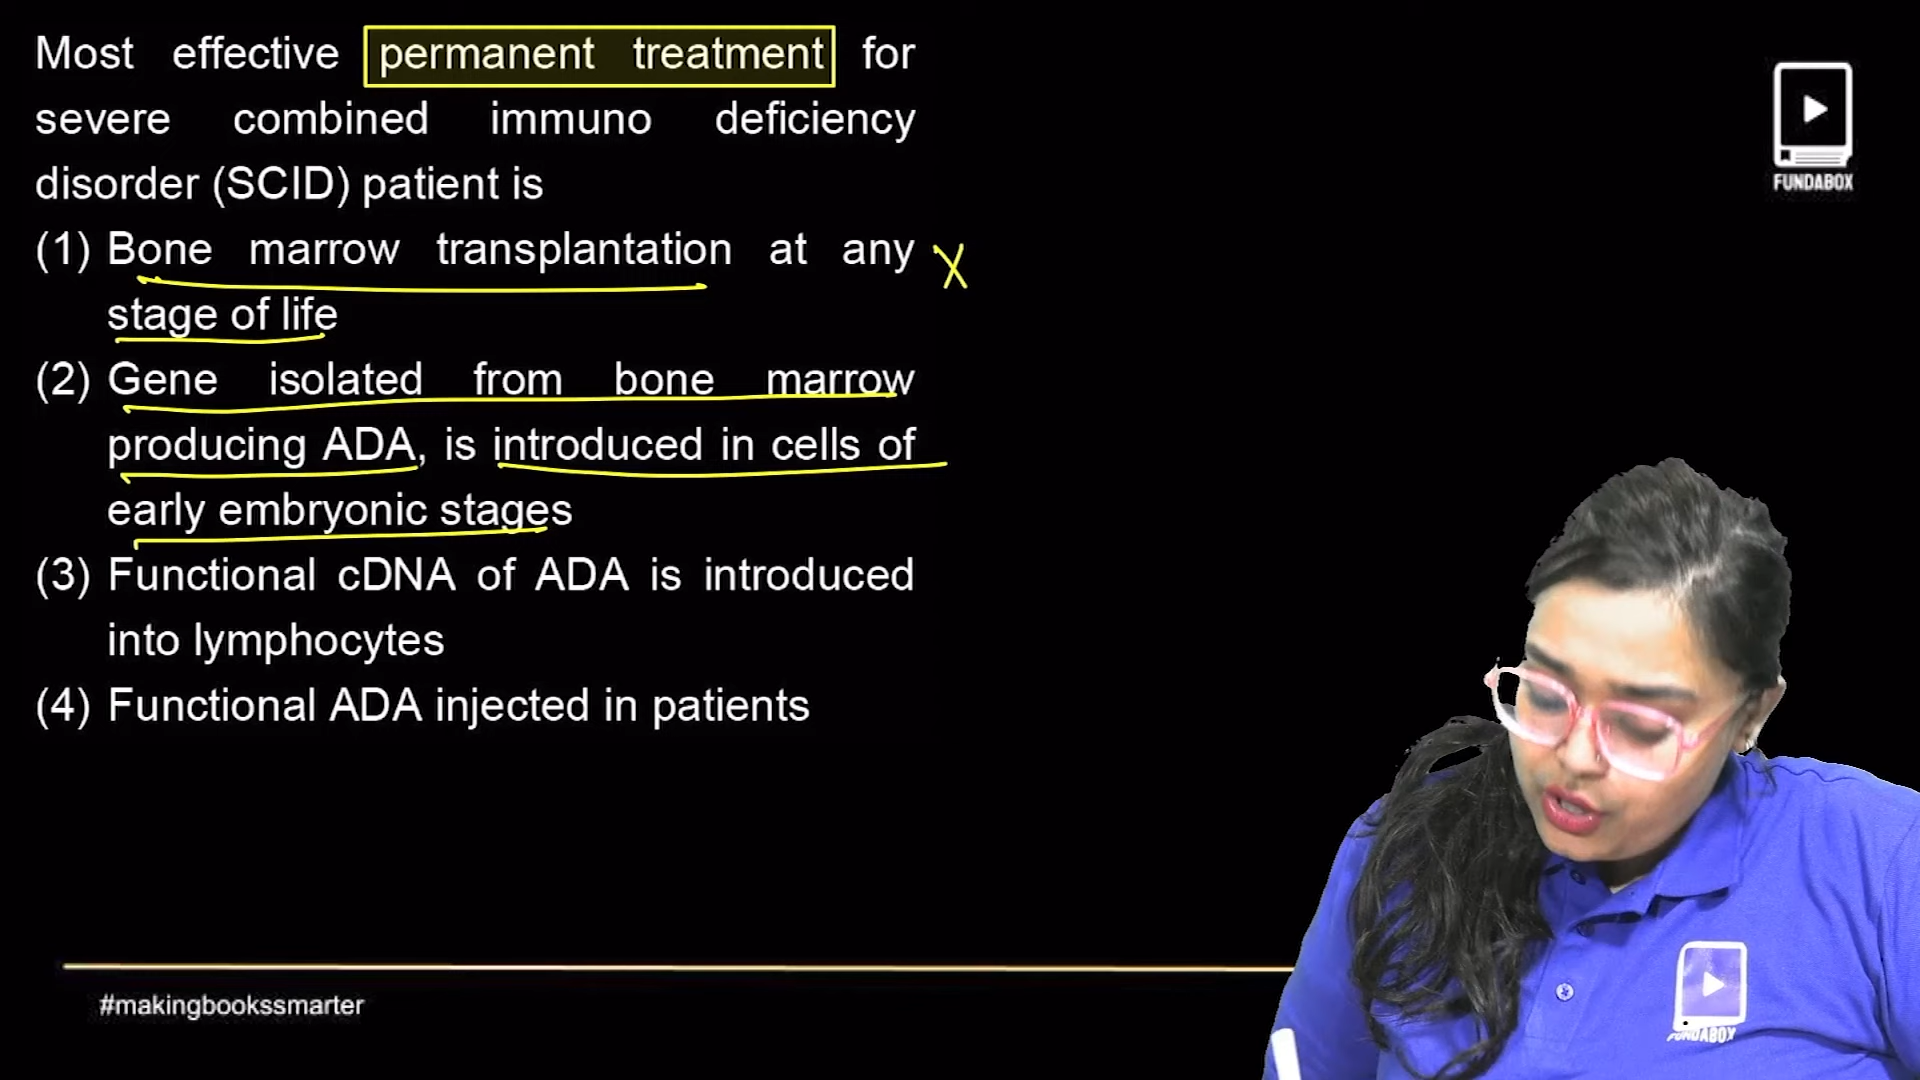 Most effective permanent treatment for
severe combined immuno deficiency
disorder (SCID) patient is
(1) Bone marrow transplantation at any X
stage of life
(2) Gene isolated from bone marrow
producing ADA, is introduced in cells of
early embryonic stages
(3) Functional cDNA of ADA is introduced
into lymphocytes
(4) Functional ADA injected in patients
FUNDABOX
FUNDABOX
#makingbookssmarter